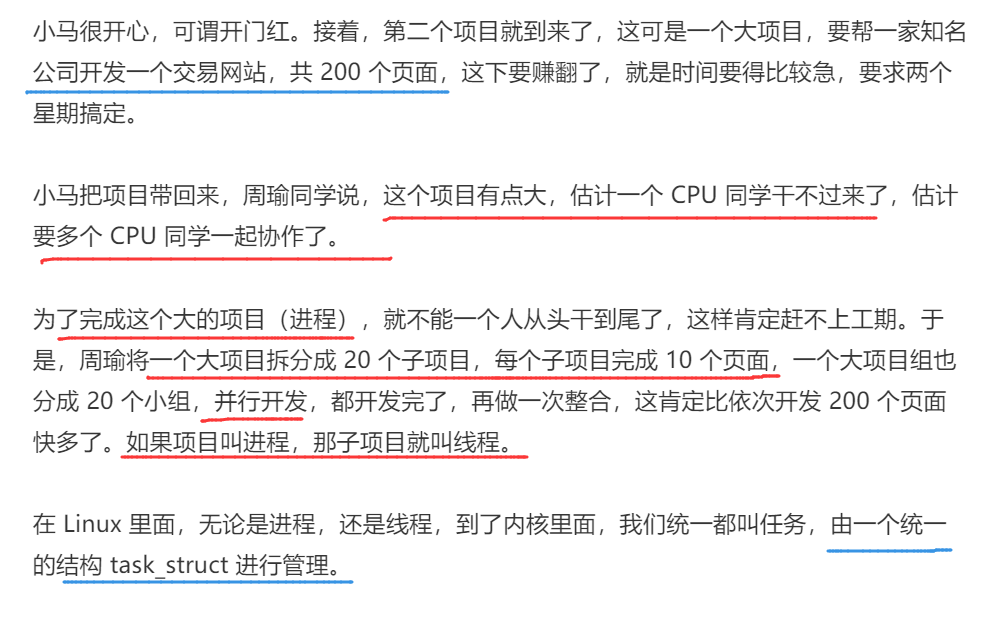 小马很开心，可谓开门红。接着，第二个项目就到来了，这可是一个大项目，要帮一家知名
公司开发一个交易网站，共 200 个页面，这下要赚翻了，就是时间要得比较急，要求两个
星期搞定。
小马把项目带回来，周瑜同学说，这个项目有点大，估计一个 CPU 同学干不过来了，估计
要多个 CPU 同学一起协作了。
为了完成这个大的项目（进程），就不能一个人从头干到尾了，这样肯定赶不上工期。于
是，周瑜将一个大项目拆分成 20 个子项目，每个子项目完成 10 个页面，一个大项目组也
分成 20 个小组，并行开发，都开发完了，再做一次整合，这肯定比依次开发 200 个页面
快多了。如果项目叫进程，那子项目就叫线程。
在 Linux 里面，无论是进程，还是线程，到了内核里面，我们统一都叫任务，由一个统一
的结构 task_struct 进行管理。